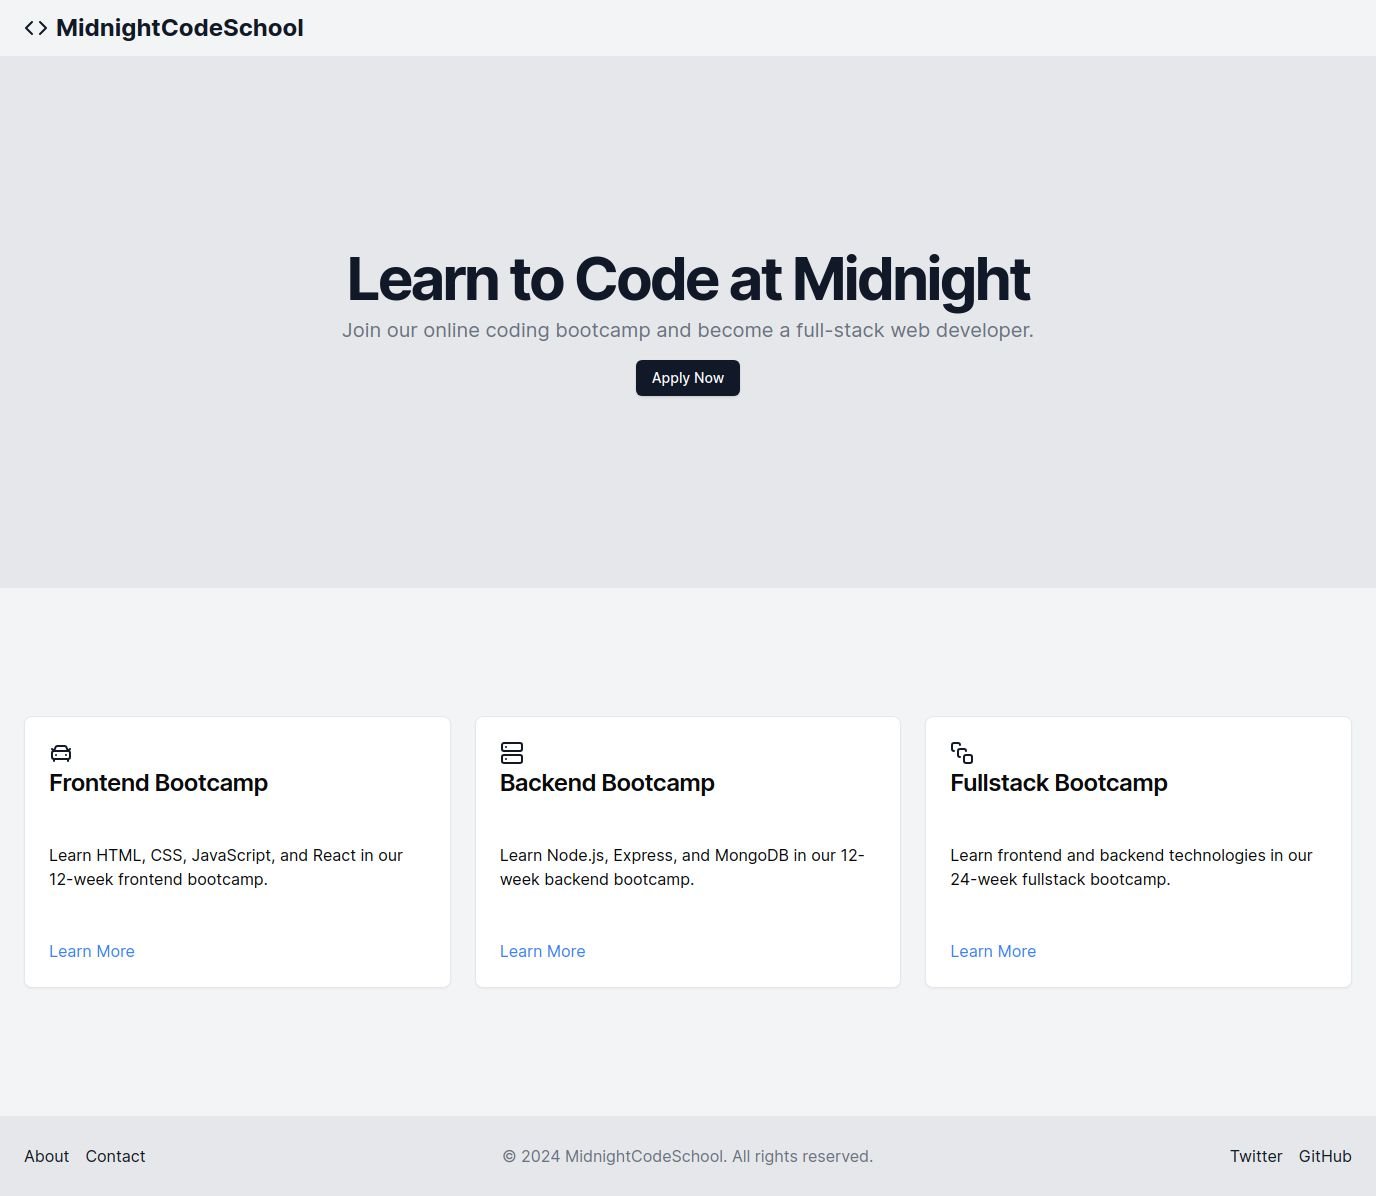 MidnightCodeSchool
Learn to Code at Midnight
Join our online coding bootcamp and become a full-stack web developer.
Apply Now
Frontend Bootcamp
Learn HTML, CSS, JavaScript, and React in our
12-week frontend bootcamp.
Learn More
Backend Bootcamp
Learn Node.js, Express, and MongoDB in our 12-
week backend bootcamp.
Learn More
Fullstack Bootcamp
Learn frontend and backend technologies in our
24-week fullstack bootcamp.
Learn More
About Contact
© 2024 MidnightCodeSchool. All rights reserved.
Twitter GitHub